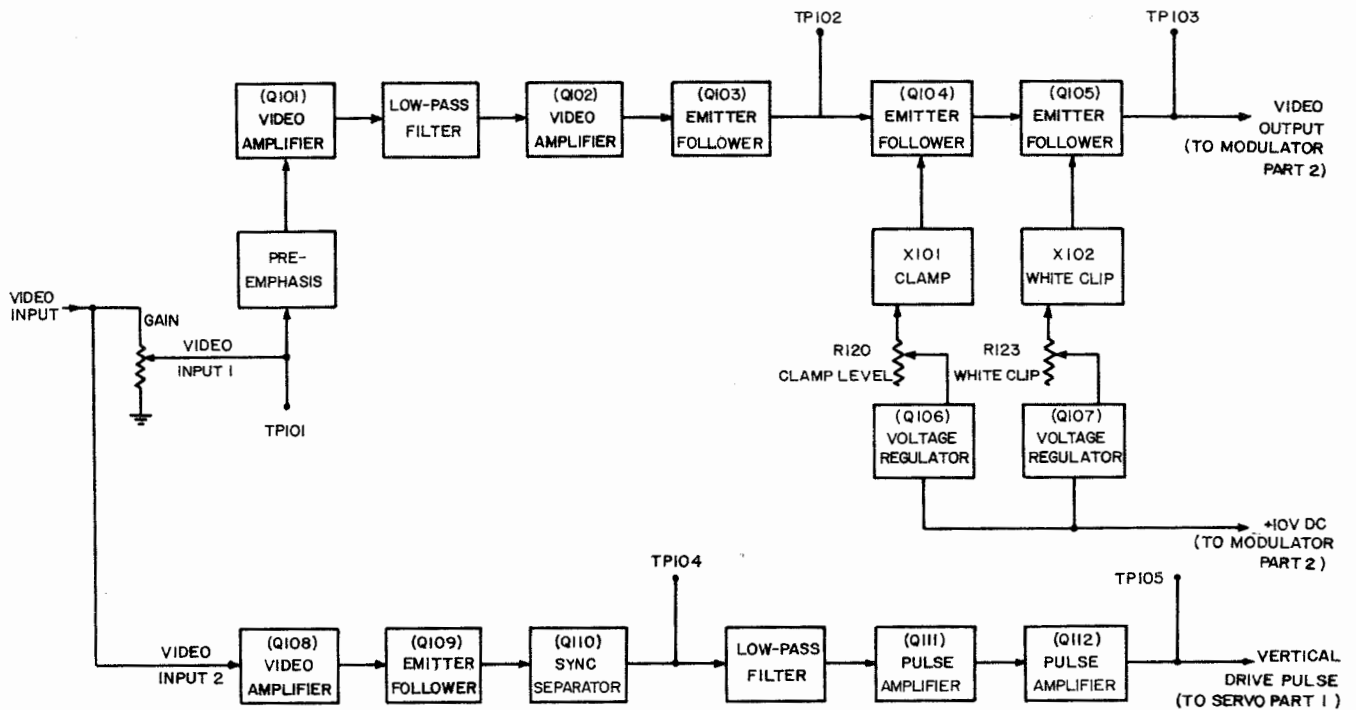 TP102
TP103
(Q101)
VIDEO
AMPLIFIER
LOW-PASS
FILTER
(Q102)
VIDEO
AMPLIFIER
(Q103)
EMITTER
FOLLOWER
(Q104)
EMITTER
FOLLOWER
(Q105)
EMITTER
FOLLOWER
VIDEO
OUTPUT
(TO MODULATOR
PART 2)
PRE-
EMPHASIS
X101
CLAMP
X102
WHITE CLIP
VIDEO
INPUT
GAIN
VIDEO
INPUT 1
TP101
R120
CLAMP LEVEL
R123
WHITE CLIP
(Q106)
VOLTAGE
REGULATOR
(Q107)
VOLTAGE
REGULATOR
+10V DC
(TO MODULATOR
PART 2)
TP104
TP105
VIDEO
INPUT 2
(Q108)
VIDEO
AMPLIFIER
(Q109)
EMITTER
FOLLOWER
(Q110)
SYNC
SEPARATOR
LOW-PASS
FILTER
(Q111)
PULSE
AMPLIFIER
(Q112)
PULSE
AMPLIFIER
VERTICAL
DRIVE PULSE
(TO SERVO PART 1)